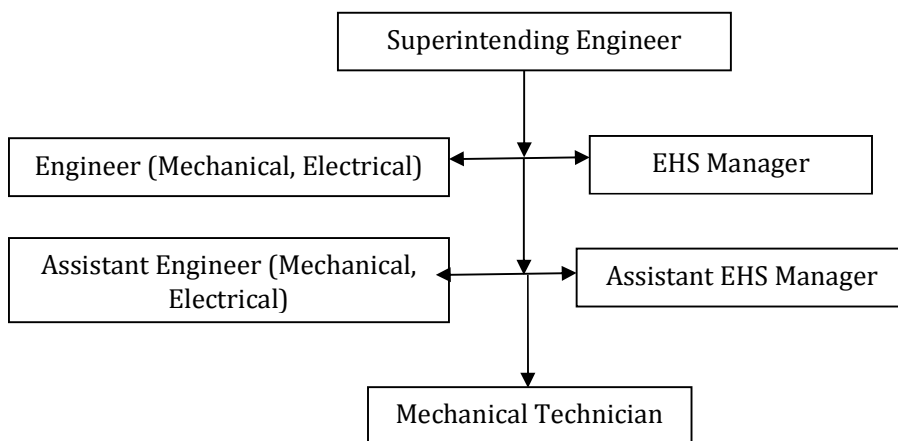 Superintending Engineer
Engineer (Mechanical, Electrical)
EHS Manager
Assistant Engineer (Mechanical,
Electrical)
Assistant EHS Manager
Mechanical Technician